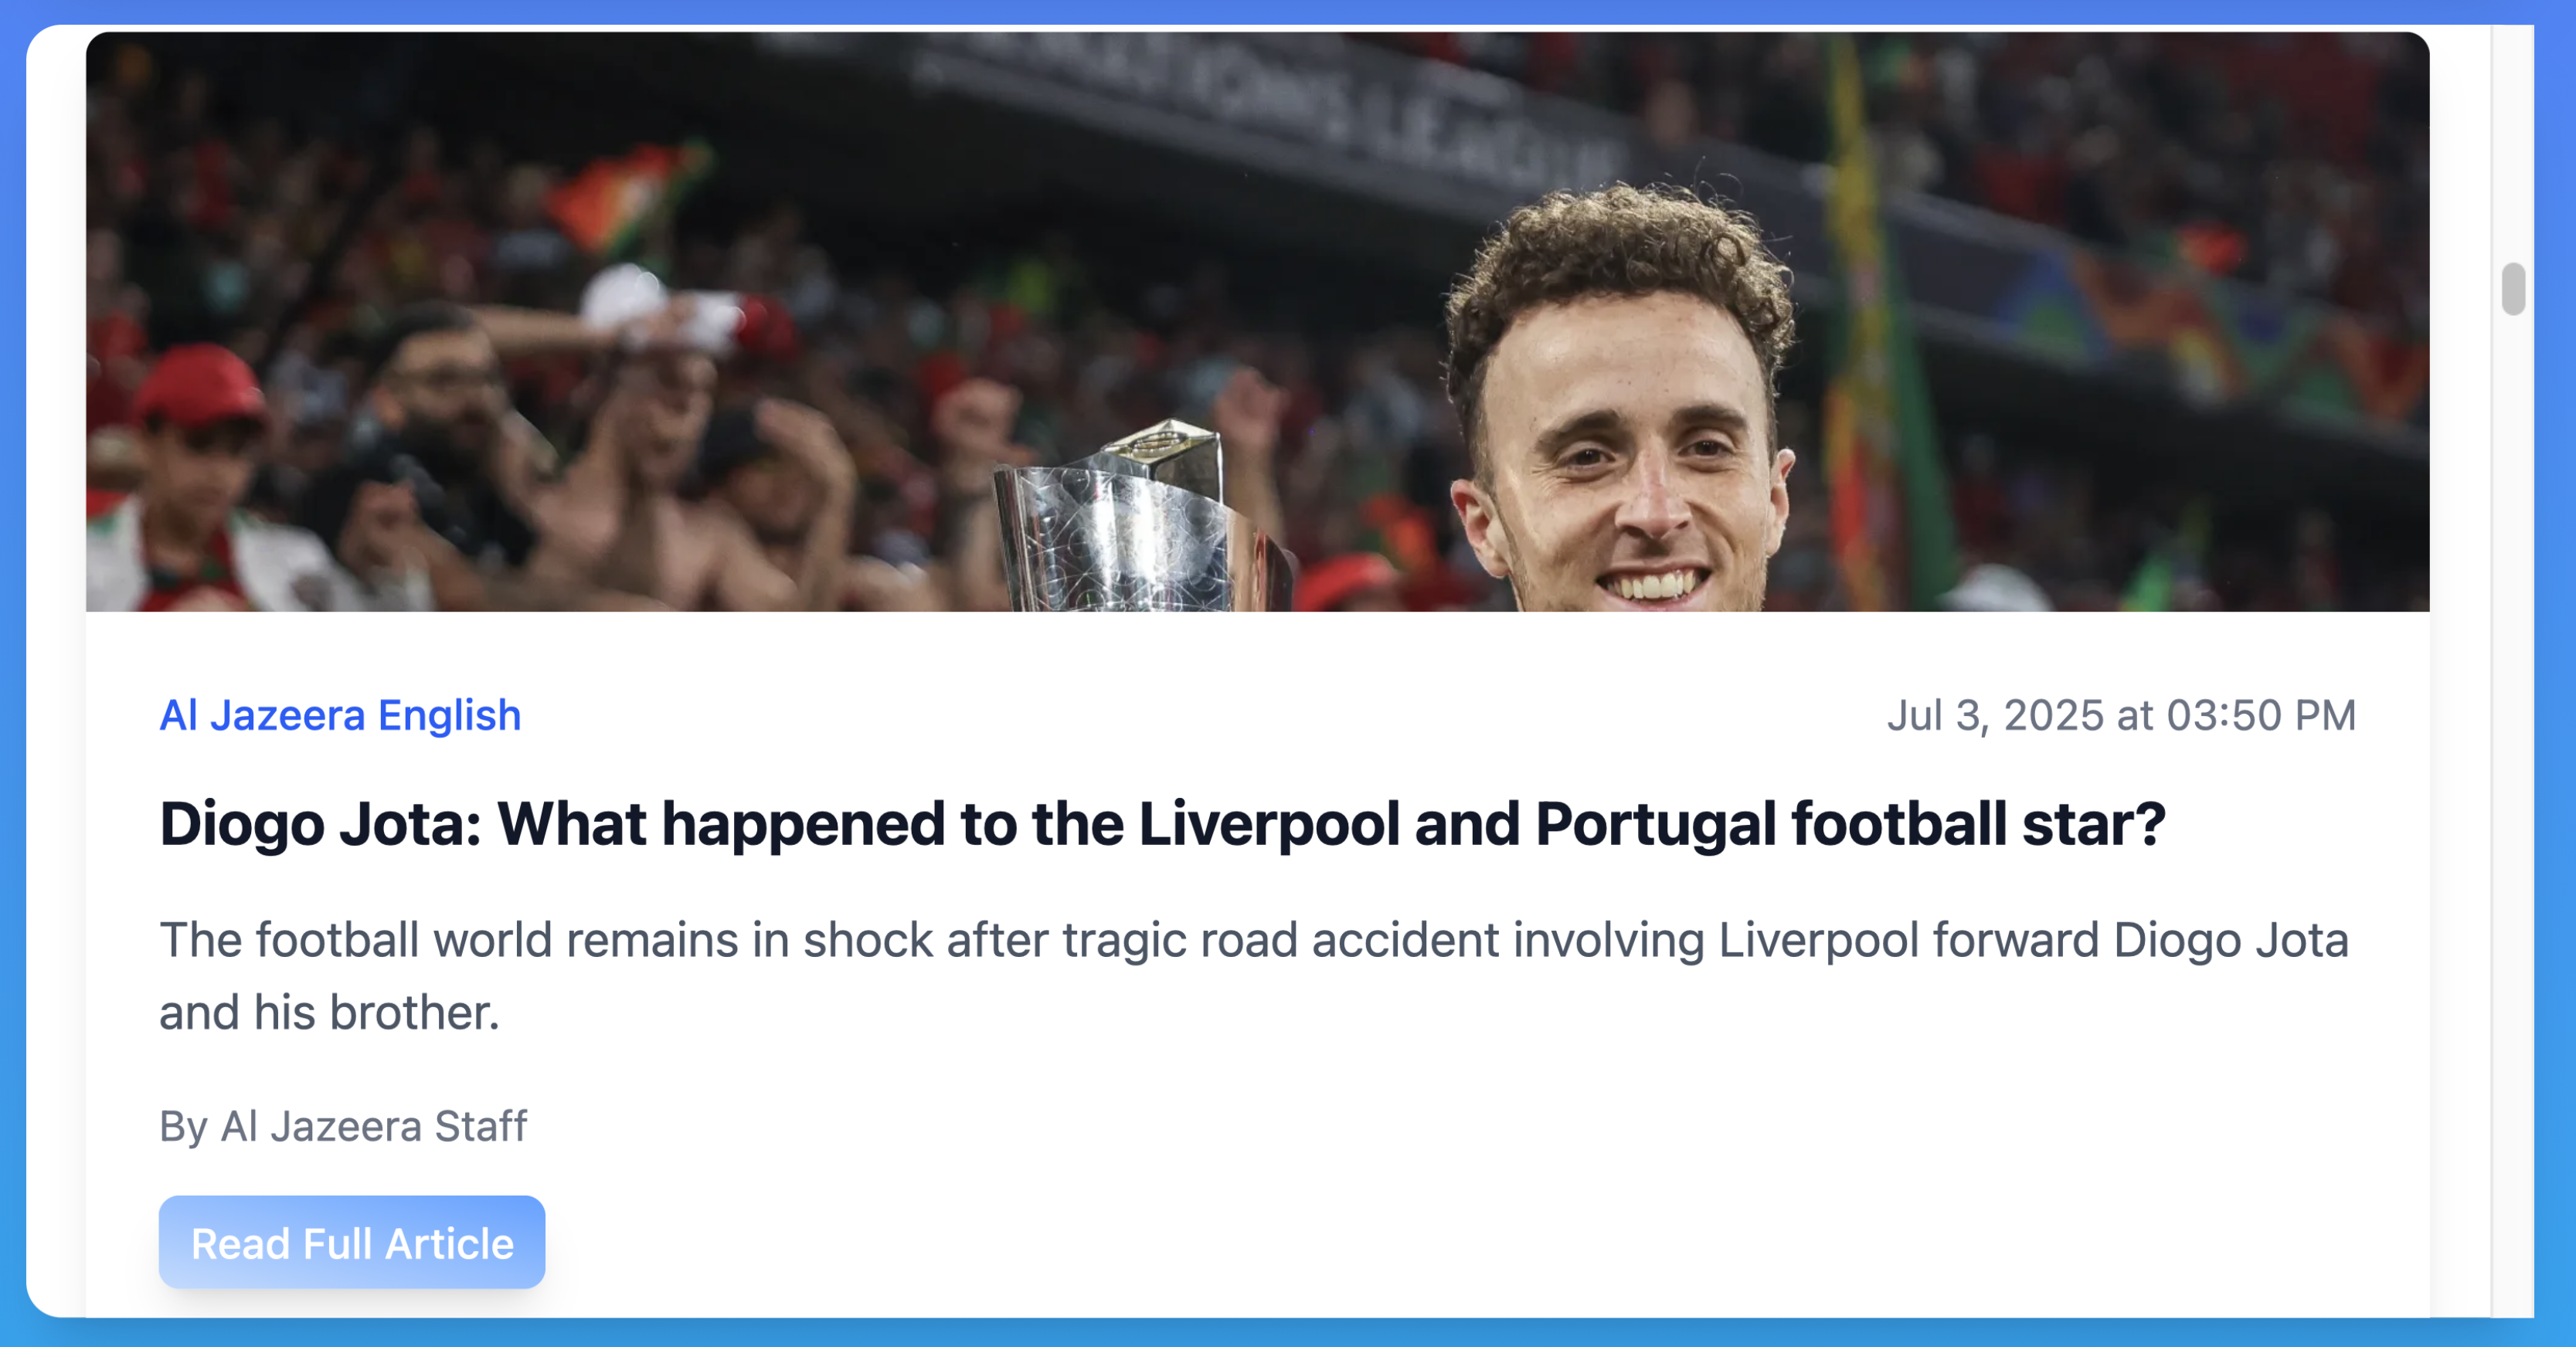 NATIONS LEAGUE
Al Jazeera English
Jul 3, 2025 at 03:50 PM
Diogo Jota: What happened to the Liverpool and Portugal football star?
The football world remains in shock after tragic road accident involving Liverpool forward Diogo Jota
and his brother.
By Al Jazeera Staff
Read Full Article